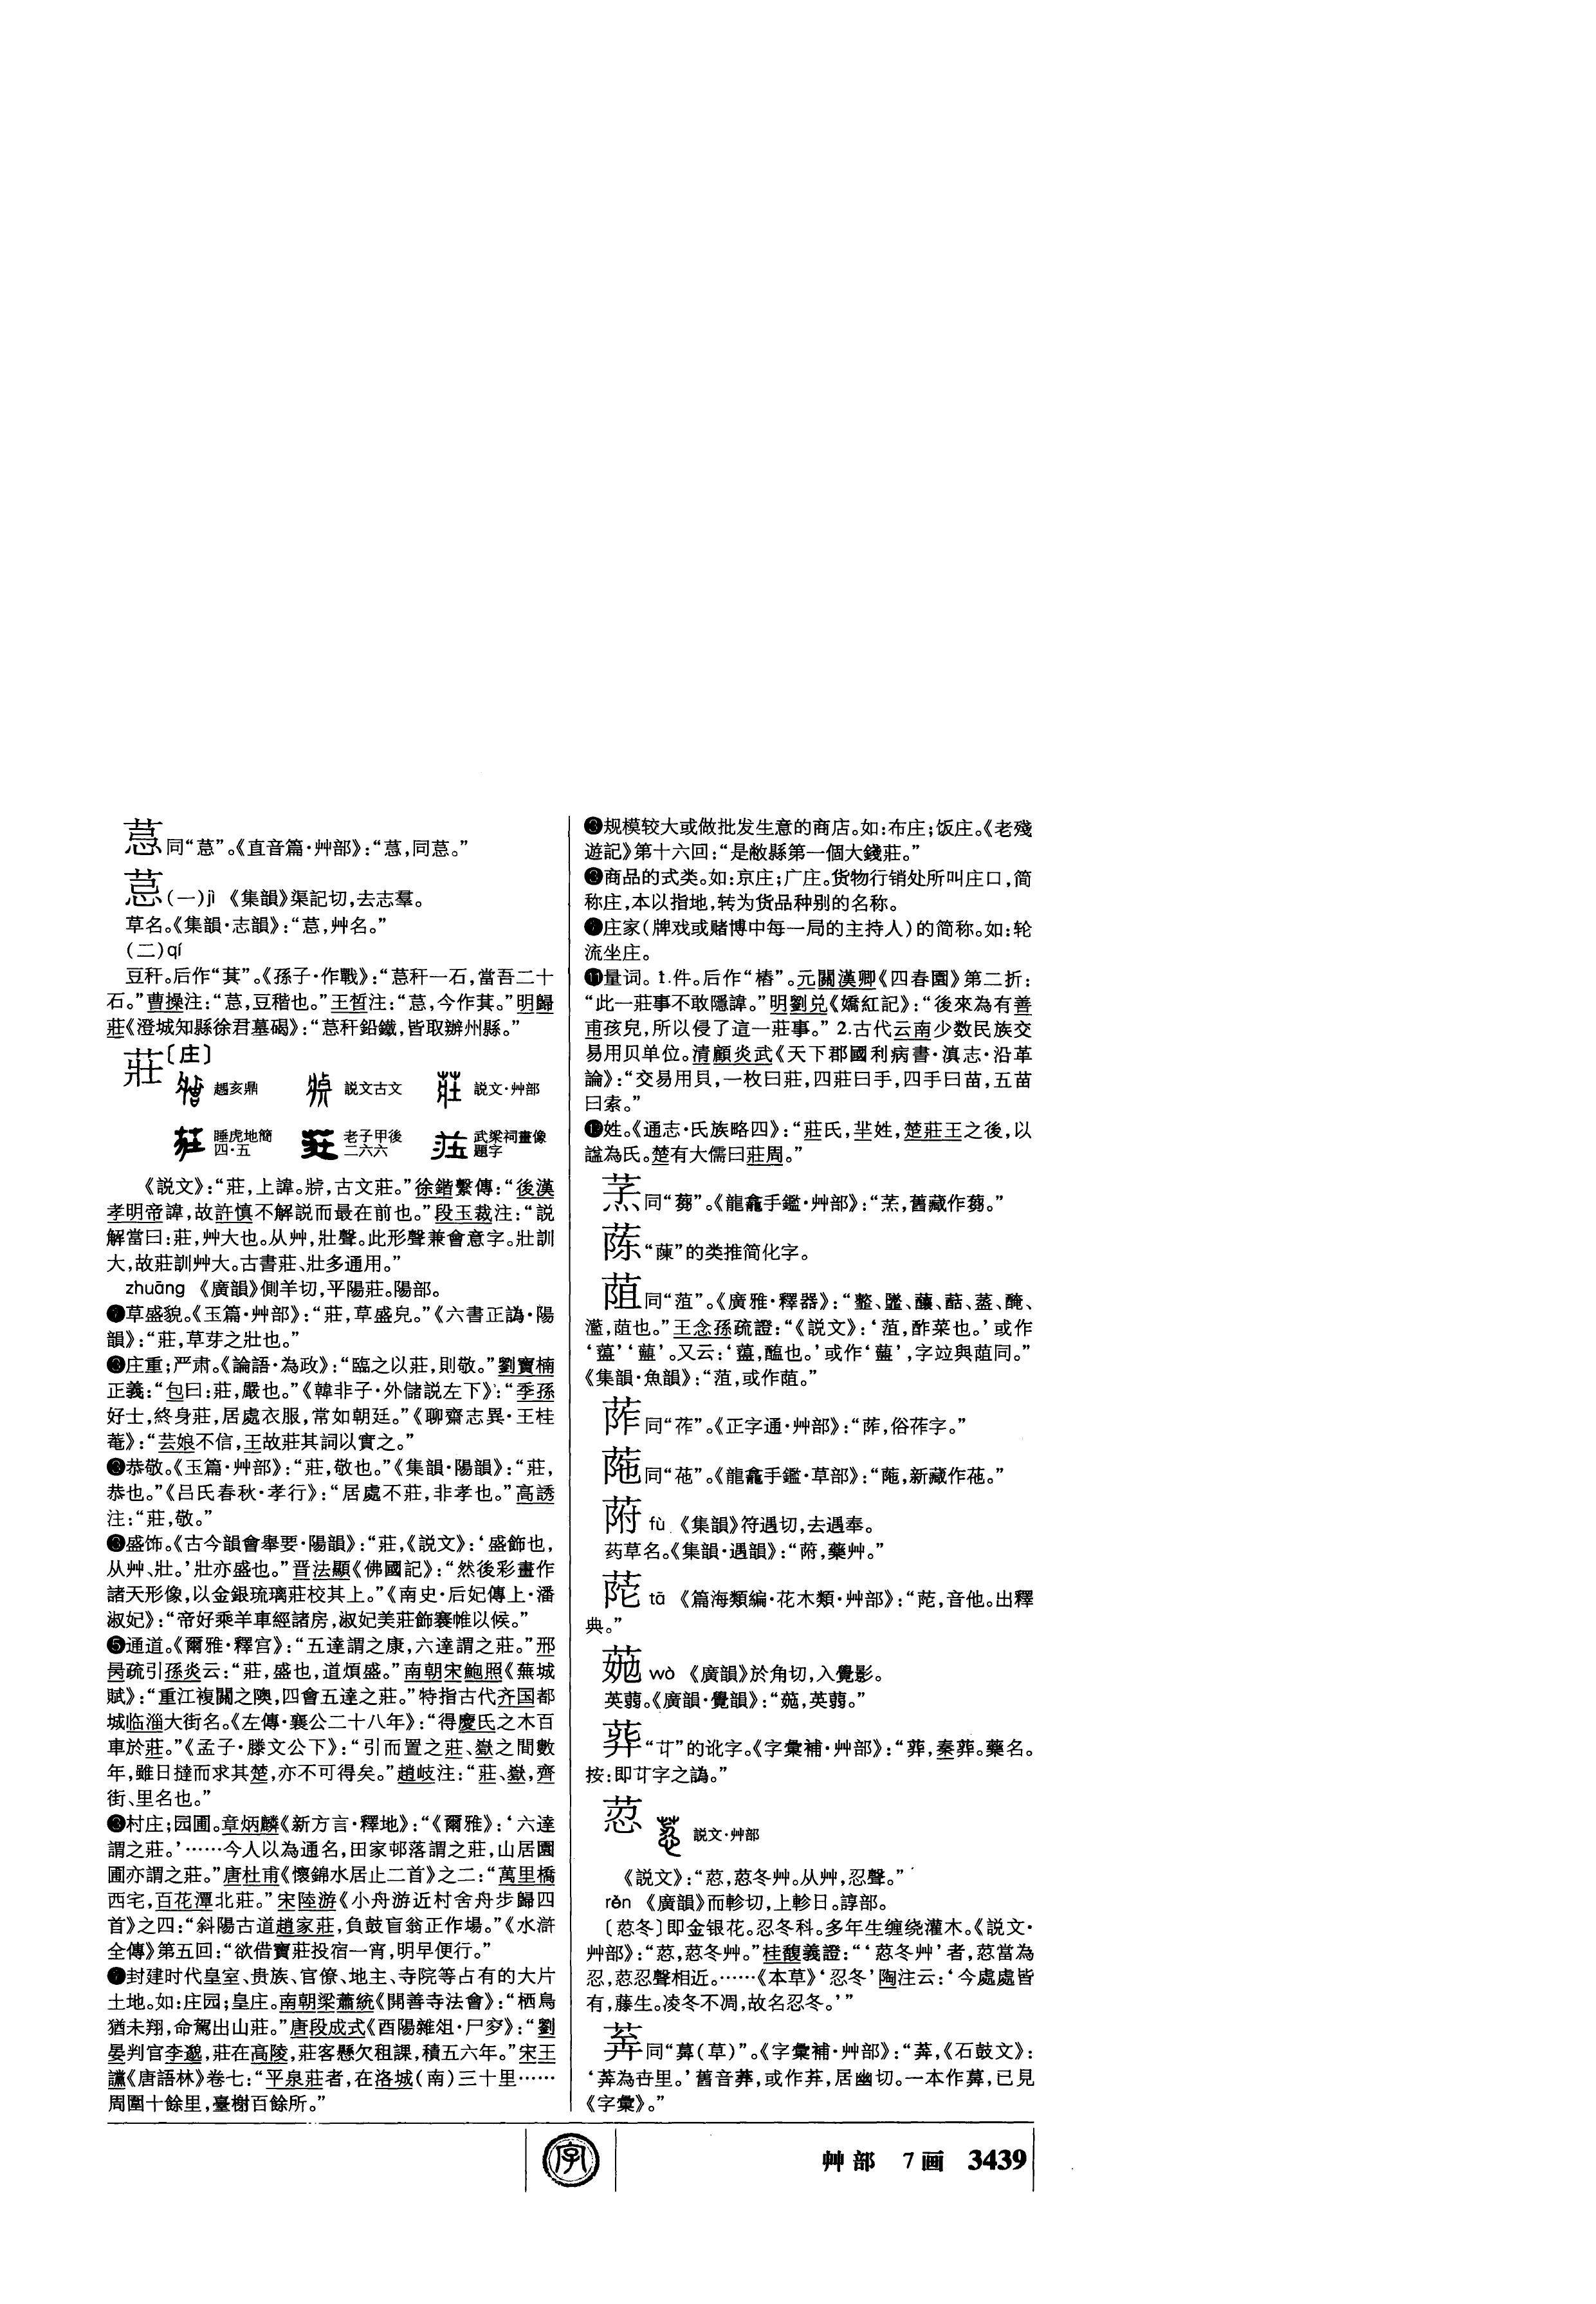 惎同“惎”。《直音篇·艸部》：“惎，同惎。”
(一)jì 《集韻》渠記切，去志羣。
草名。《集韻·志韻》：“艸名。”
(二)qí
豆秆。后作“萁”。《孫子·作戰》：“秆一石，當吾二十
石。”曹操注：“豆稭也。”王晳注：“今作萁。”明歸
莊《澄城知縣徐君墓碣》：“秆鉛鐵，皆取辦州縣。”
莊〔庄〕
趞亥鼎 説文古文 説文·艸部
睡虎地簡四·五 老子甲後二六六 武梁祠畫像題字
《説文》：“莊，上諱。古文莊。”徐鍇繫傳：“後漢
孝明帝諱，故許慎不解説而最在前也。”段玉裁注：“説
解當曰：莊，艸大也。从艸，壯聲。此形聲兼會意字。壯訓
大，故莊訓艸大。古書莊、壯多通用。”
zhuāng 《廣韻》側羊切，平陽莊。陽部。
❶草盛貌。《玉篇·艸部》：“莊，草盛皃。”《六書正譌·陽
韻》：“莊，草芽之壯也。”
❷庄重；严肃。《論語·為政》：“臨之以莊，則敬。”劉寶楠
正義：“包曰：莊，嚴也。”《韓非子·外儲説左下》：“季孫
好士，終身莊，居處衣服，常如朝廷。”《聊齋志異·王桂
菴》：“芸娘不信，王故莊其詞以實之。”
❸恭敬。《玉篇·艸部》：“莊，敬也。”《集韻·陽韻》：“莊，
恭也。”《吕氏春秋·孝行》：“居處不莊，非孝也。”高誘
注：“莊，敬。”
❹盛饰。《古今韻會舉要·陽韻》：“莊，《説文》：‘盛飾也，
从艸、壯。’壯亦盛也。”晋法顯《佛國記》：“然後彩畫作
諸天形像，以金銀琉璃莊校其上。”《南史·后妃傳上·潘
淑妃》：“帝好乘羊車經諸房，淑妃美莊飾褰帷以候。”
❺通道。《爾雅·釋宫》：“五達謂之康，六達謂之莊。”邢
昺疏引孫炎云：“莊，盛也，道煩盛。”南朝宋鮑照《蕪城
賦》：“重江複關之隩，四會五達之莊。”特指古代齐国都
城临淄大街名。《左傳·襄公二十八年》：“得慶氏之木百
車於莊。”《孟子·滕文公下》：“引而置之莊、嶽之間數
年，雖日撻而求其楚，亦不可得矣。”趙岐注：“莊、嶽，齊
街、里名也。”
❻村庄；园圃。章炳麟《新方言·釋地》：“《爾雅》：‘六達
謂之莊。’……今人以為通名，田家邨落謂之莊，山居園
圃亦謂之莊。”唐杜甫《懷錦水居止二首》之二：“萬里橋
西宅，百花潭北莊。”宋陸游《小舟游近村舍舟步歸四
首》之四：“斜陽古道趙家莊，負鼓盲翁正作場。”《水滸
全傳》第五回：“欲借寶莊投宿一宵，明早便行。”
❼封建时代皇室、贵族、官僚、地主、寺院等占有的大片
土地。如：庄园；皇庄。南朝梁蕭統《開善寺法會》：“栖鳥
猶未翔，命駕出山莊。”唐段成式《酉陽雜俎·尸穸》：“劉
晏判官李邈，莊在高陵，莊客懸欠租課，積五六年。”宋王
讜《唐語林》卷七：“平泉莊者，在洛城(南)三十里……
周圍十餘里，臺榭百餘所。”
❽规模较大或做批发生意的商店。如：布庄；饭庄。《老殘
遊記》第十六回：“是敝縣第一個大錢莊。”
❾商品的式类。如：京庄；广庄。货物行销处所叫庄口，简
称庄，本以指地，转为货品种别的名称。
❿庄家(牌戏或赌博中每一局的主持人)的简称。如：轮
流坐庄。
⓫量词。1.件。后作“樁”。元關漢卿《四春園》第二折：
“此一莊事不敢隱諱。”明劉兑《嬌紅記》：“後來為有善
甫孩兒，所以侵了這一莊事。” 2.古代云南少数民族交
易用贝单位。清顧炎武《天下郡國利病書·滇志·沿革
論》：“交易用貝，一枚曰莊，四莊曰手，四手曰苗，五苗
曰索。”
⓬姓。《通志·氏族略四》：“莊氏，芈姓，楚莊王之後，以
謚為氏。楚有大儒曰莊周。”
同“蒭”。《龍龕手鑑·艸部》：“舊藏作蒭。”
“蔯”的类推简化字。
同“菹”。《廣雅·釋器》：
菹也。”王念孫疏證：“《説文》：‘菹，酢菜也。’或作
又云：或作字竝與葅同。”
《集韻·魚韻》：“菹，或作葅。”
同“苲”。《正字通·艸部》：“俗苲字。”
《龍龕手鑑·草部》：“新藏作
fù 《集韻》符遇切，去遇奉。
药草名。《集韻·遇韻》：“藥艸。”
tā 《篇海類編·花木類·艸部》：“音他。出釋
典。”
wò 《廣韻》於角切，入覺影。
英蒻。《廣韻·覺韻》：“英蒻。”
“艼”的讹字。《字彙補·艸部》：“藥名。
按：即艼字之譌。”
荵
説文·艸部
《説文》：“荵，荵冬艸。从艸，忍聲。”
rěn 《廣韻》而軫切，上軫日。諄部。
〔荵冬〕即金银花。忍冬科。多年生缠绕灌木。《説文·
艸部》：“荵，荵冬艸。”桂馥義證：“‘荵冬艸’者，荵當為
忍，荵忍聲相近。……《本草》‘忍冬’陶注云：‘今處處皆
有，藤生。凌冬不凋，故名忍冬。’”
(草)”。《字彙補·艸部》：“《石鼓文》：
居幽切。一本作已見
《字彙》。”
字
艸部 7画 3439